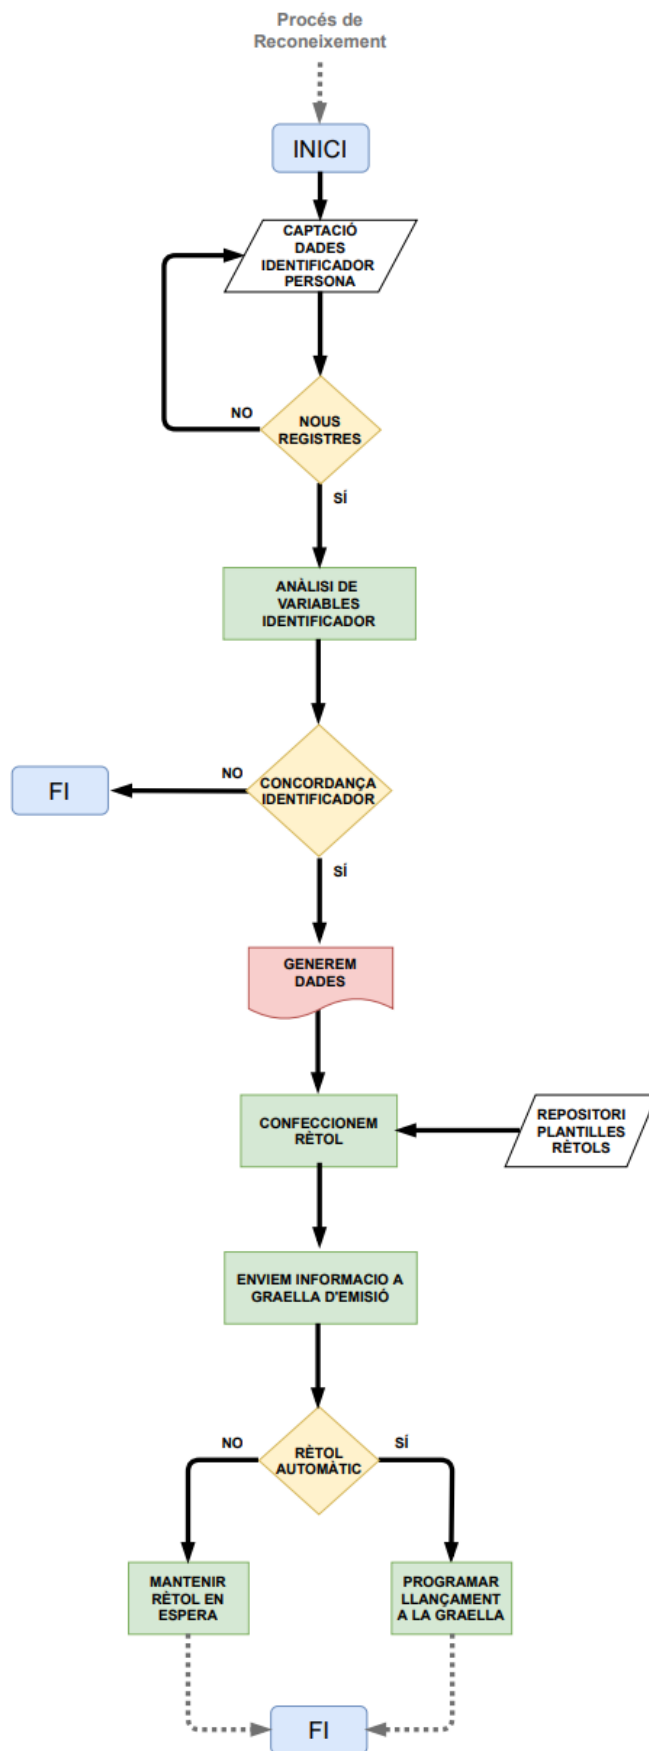 Procés de
Reconeixement
INICI
CAPTACIÓ
DADES
IDENTIFICADOR
PERSONA
NO
NOUS
REGISTRES
SÍ
ANÀLISI DE
VARIABLES
IDENTIFICADOR
FI
NO
CONCORDANÇA
IDENTIFICADOR
SÍ
GENEREM
DADES
CONFECCIONEM
RÈTOL
REPOSITORI
PLANTILLES
RÈTOLS
ENVIEM INFORMACIO A
GRAELLA D'EMISIÓ
NO
RÈTOL
AUTOMÀTIC
SÍ
MANTENIR
RÈTOL EN
ESPERA
PROGRAMAR
LLANÇAMENT
A LA GRAELLA
FI